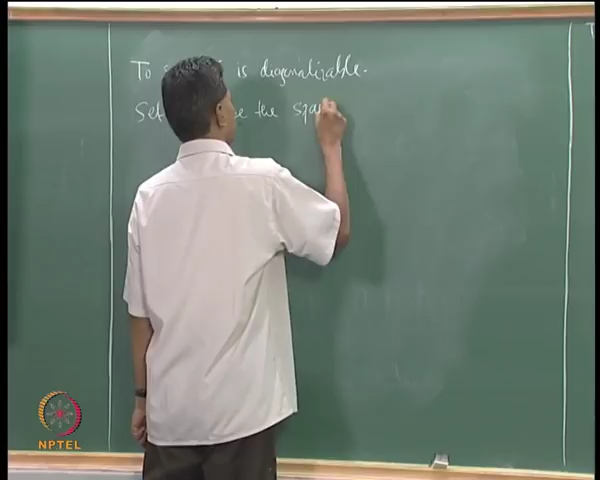 To is diagonalizable.
Set the spa
NPTEL